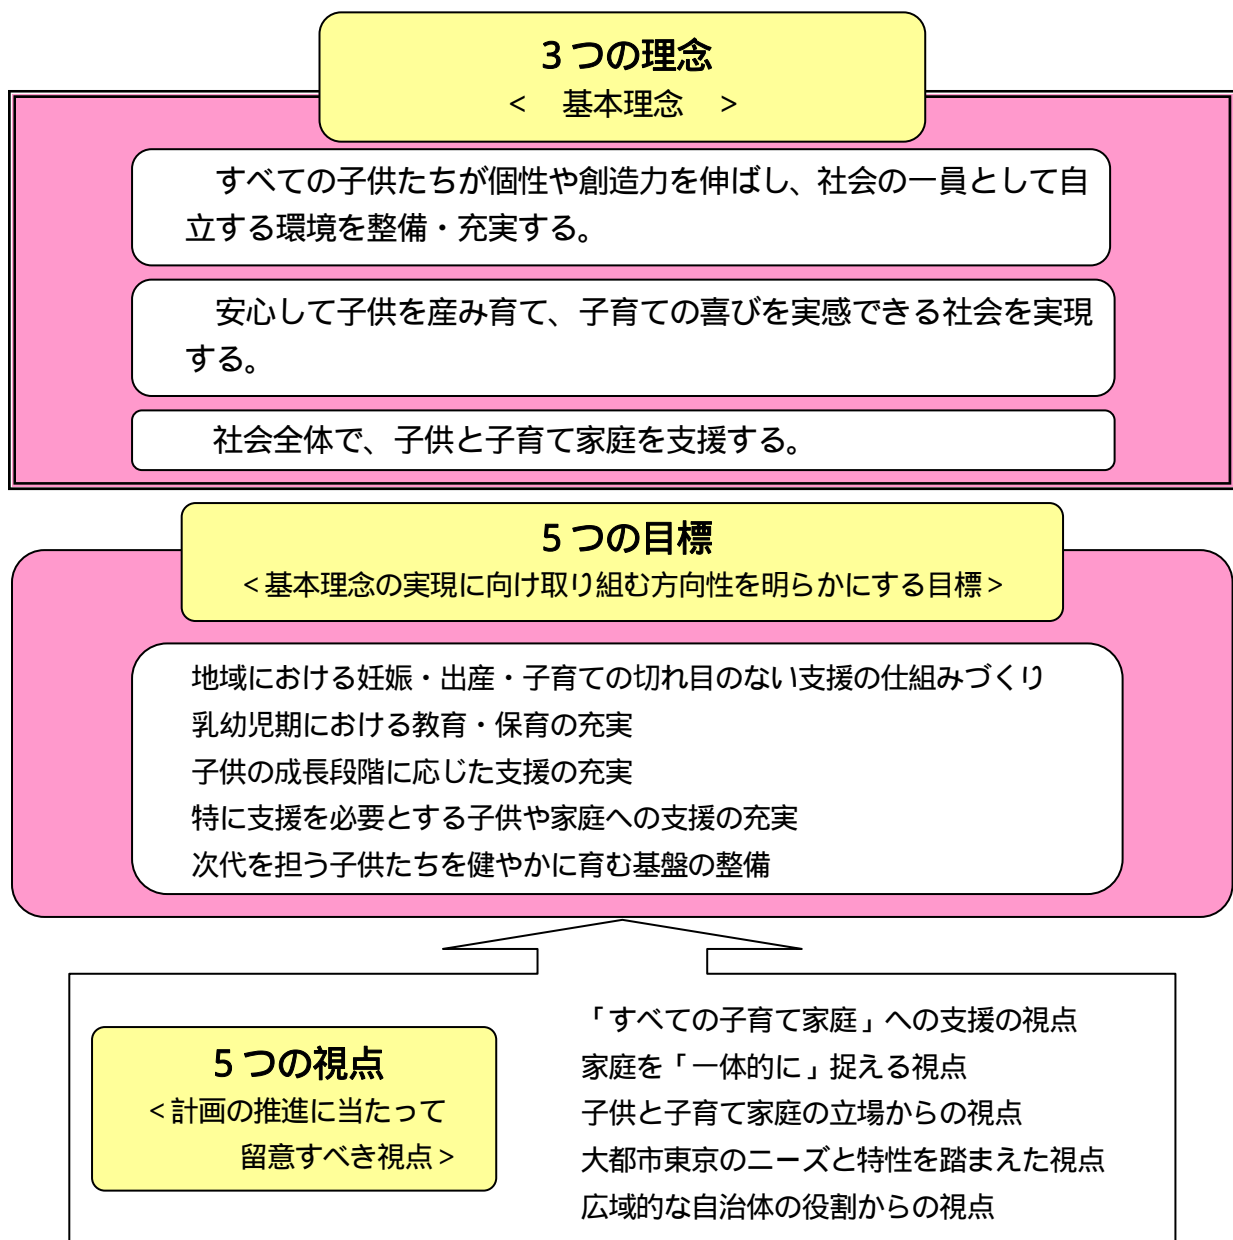 3つの理念
<　基本理念　>
すべての子供たちが個性や創造力を伸ばし、社会の一員として自
立する環境を整備・充実する。
安心して子供を産み育て、子育ての喜びを実感できる社会を実現
する。
社会全体で、子供と子育て家庭を支援する。
5つの目標
<基本理念の実現に向け取り組む方向性を明らかにする目標>
地域における妊娠・出産・子育ての切れ目のない支援の仕組みづくり
乳幼児期における教育・保育の充実
子供の成長段階に応じた支援の充実
特に支援を必要とする子供や家庭への支援の充実
次代を担う子供たちを健やかに育む基盤の整備
5つの視点
<計画の推進に当たって
留意すべき視点>
「すべての子育て家庭」への支援の視点
家庭を「一体的に」捉える視点
子供と子育て家庭の立場からの視点
大都市東京のニーズと特性を踏まえた視点
広域的な自治体の役割からの視点